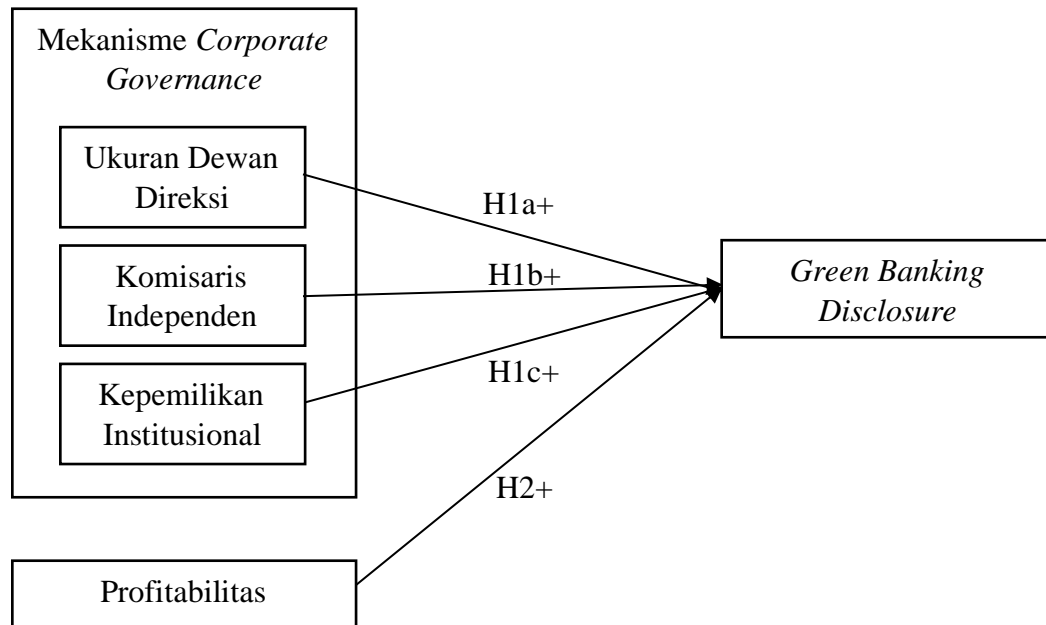 Mekanisme Corporate
Governance
Ukuran Dewan
Direksi
Komisaris
Independen
Kepemilikan
Institusional
Profitabilitas
H1a+
H1b+
H1c+
H2+
Green Banking
Disclosure